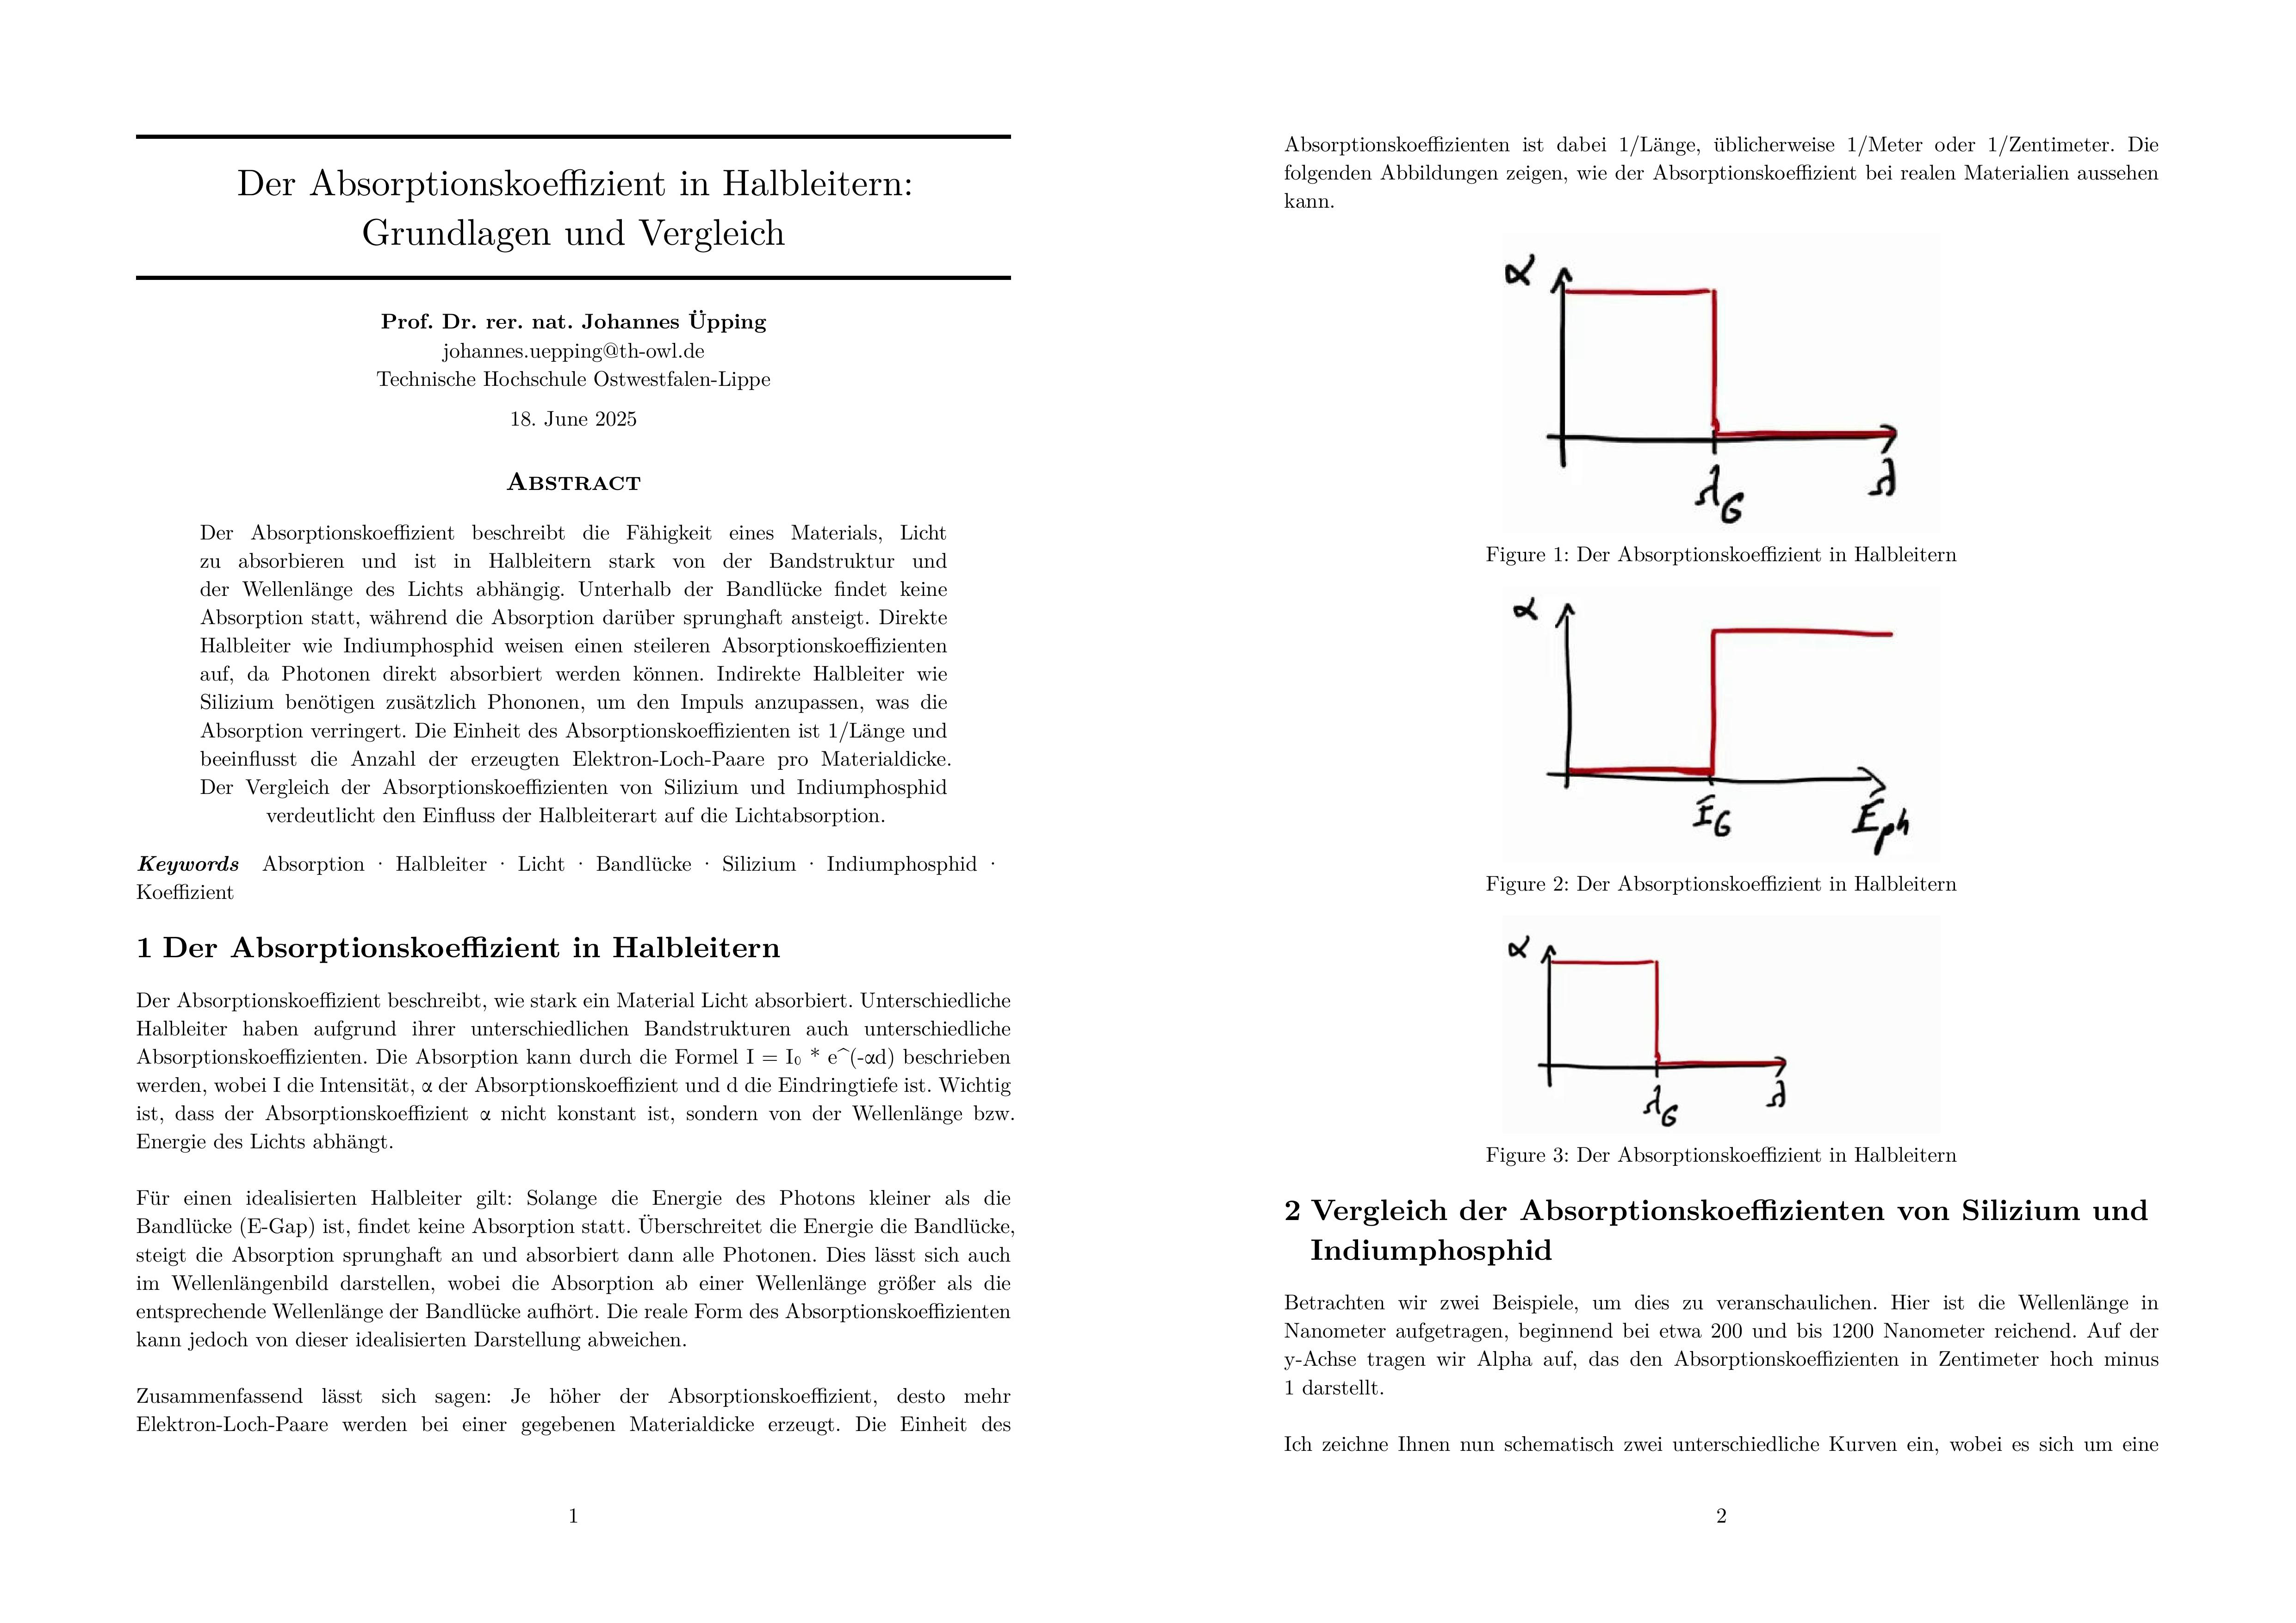 Der Absorptionskoeffizient in Halbleitern:
Grundlagen und Vergleich
Prof. Dr. rer. nat. Johannes Üpping
johannes.uepping@th-owl.de
Technische Hochschule Ostwestfalen-Lippe
18. June 2025
Abstract
Der Absorptionskoeffizient beschreibt die Fähigkeit eines Materials, Licht
zu absorbieren und ist in Halbleitern stark von der Bandstruktur und
der Wellenlänge des Lichts abhängig. Unterhalb der Bandlücke findet keine
Absorption statt, während die Absorption darüber sprunghaft ansteigt. Direkte
Halbleiter wie Indiumphosphid weisen einen steileren Absorptionskoeffizienten
auf, da Photonen direkt absorbiert werden können. Indirekte Halbleiter wie
Silizium benötigen zusätzlich Phononen, um den Impuls anzupassen, was die
Absorption verringert. Die Einheit des Absorptionskoeffizienten ist 1/Länge und
beeinflusst die Anzahl der erzeugten Elektron-Loch-Paare pro Materialdicke.
Der Vergleich der Absorptionskoeffizienten von Silizium und Indiumphosphid
verdeutlicht den Einfluss der Halbleiterart auf die Lichtabsorption.
Keywords Absorption · Halbleiter · Licht · Bandlücke · Silizium · Indiumphosphid ·
Koeffizient
1 Der Absorptionskoeffizient in Halbleitern
Der Absorptionskoeffizient beschreibt, wie stark ein Material Licht absorbiert. Unterschiedliche
Halbleiter haben aufgrund ihrer unterschiedlichen Bandstrukturen auch unterschiedliche
Absorptionskoeffizienten. Die Absorption kann durch die Formel I = I₀ * e^(-αd) beschrieben
werden, wobei I die Intensität, α der Absorptionskoeffizient und d die Eindringtiefe ist. Wichtig
ist, dass der Absorptionskoeffizient α nicht konstant ist, sondern von der Wellenlänge bzw.
Energie des Lichts abhängt.
Für einen idealisierten Halbleiter gilt: Solange die Energie des Photons kleiner als die
Bandlücke (E-Gap) ist, findet keine Absorption statt. Überschreitet die Energie die Bandlücke,
steigt die Absorption sprunghaft an und absorbiert dann alle Photonen. Dies lässt sich auch
im Wellenlängenbild darstellen, wobei die Absorption ab einer Wellenlänge größer als die
entsprechende Wellenlänge der Bandlücke aufhört. Die reale Form des Absorptionskoeffizienten
kann jedoch von dieser idealisierten Darstellung abweichen.
Zusammenfassend lässt sich sagen: Je höher der Absorptionskoeffizient, desto mehr
Elektron-Loch-Paare werden bei einer gegebenen Materialdicke erzeugt. Die Einheit des
1
Absorptionskoeffizienten ist dabei 1/Länge, üblicherweise 1/Meter oder 1/Zentimeter. Die
folgenden Abbildungen zeigen, wie der Absorptionskoeffizient bei realen Materialien aussehen
kann.
α
λG
λ
Figure 1: Der Absorptionskoeffizient in Halbleitern
α
EG
Eph
Figure 2: Der Absorptionskoeffizient in Halbleitern
α
λG
λ
Figure 3: Der Absorptionskoeffizient in Halbleitern
2 Vergleich der Absorptionskoeffizienten von Silizium und
Indiumphosphid
Betrachten wir zwei Beispiele, um dies zu veranschaulichen. Hier ist die Wellenlänge in
Nanometer aufgetragen, beginnend bei etwa 200 und bis 1200 Nanometer reichend. Auf der
y-Achse tragen wir Alpha auf, das den Absorptionskoeffizienten in Zentimeter hoch minus
1 darstellt.
Ich zeichne Ihnen nun schematisch zwei unterschiedliche Kurven ein, wobei es sich um eine
2